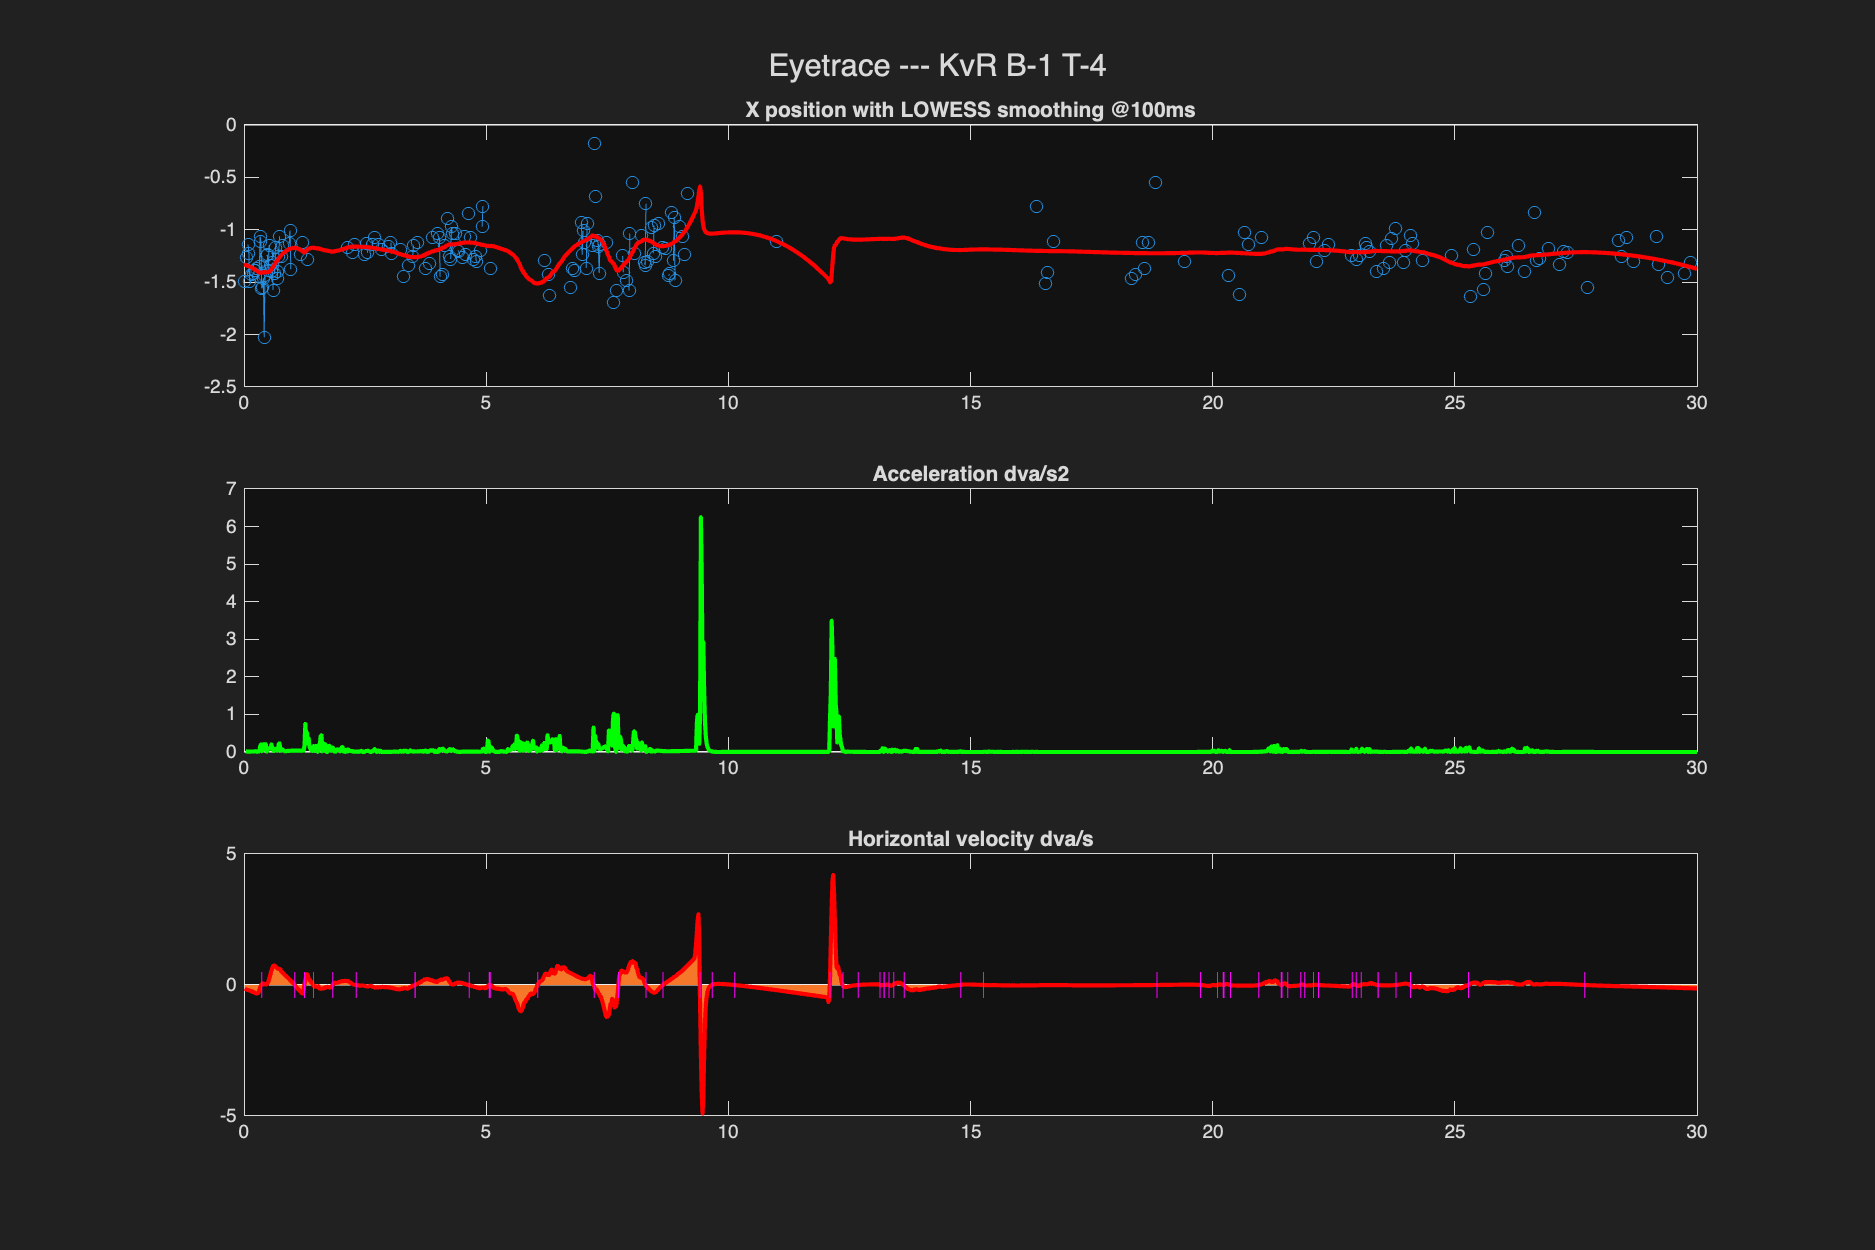 Eyetrace --- KvR B-1 T-4
X position with LOWESS smoothing @100ms
0
-0.5
-1
-1.5
-2
-2.5
0 5 10 15 20 25 30
Acceleration dva/s2
7
6
5
4
3
2
1
0
0 5 10 15 20 25 30
Horizontal velocity dva/s
5
0
-5
0 5 10 15 20 25 30